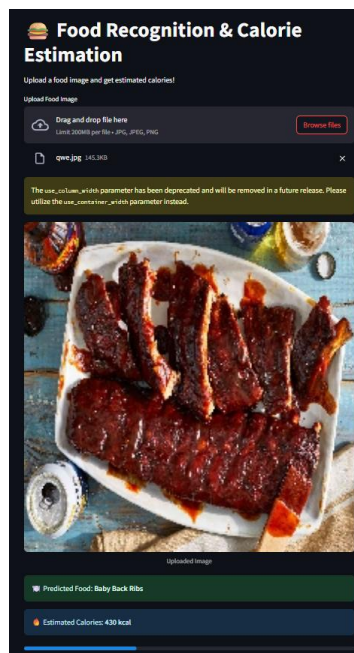 Food Recognition & Calorie
Estimation
Upload a food image and get estimated calories!
Upload Food Image
Drag and drop file here
Limit 200MB per file • JPG, JPEG, PNG
Browse files
qwe.jpg 145.3KB
The use_column_width parameter has been deprecated and will be removed in a future release. Please
utilize the use_container_width parameter instead.
Uploaded Image
Predicted Food: Baby Back Ribs
Estimated Calories: 430 kcal